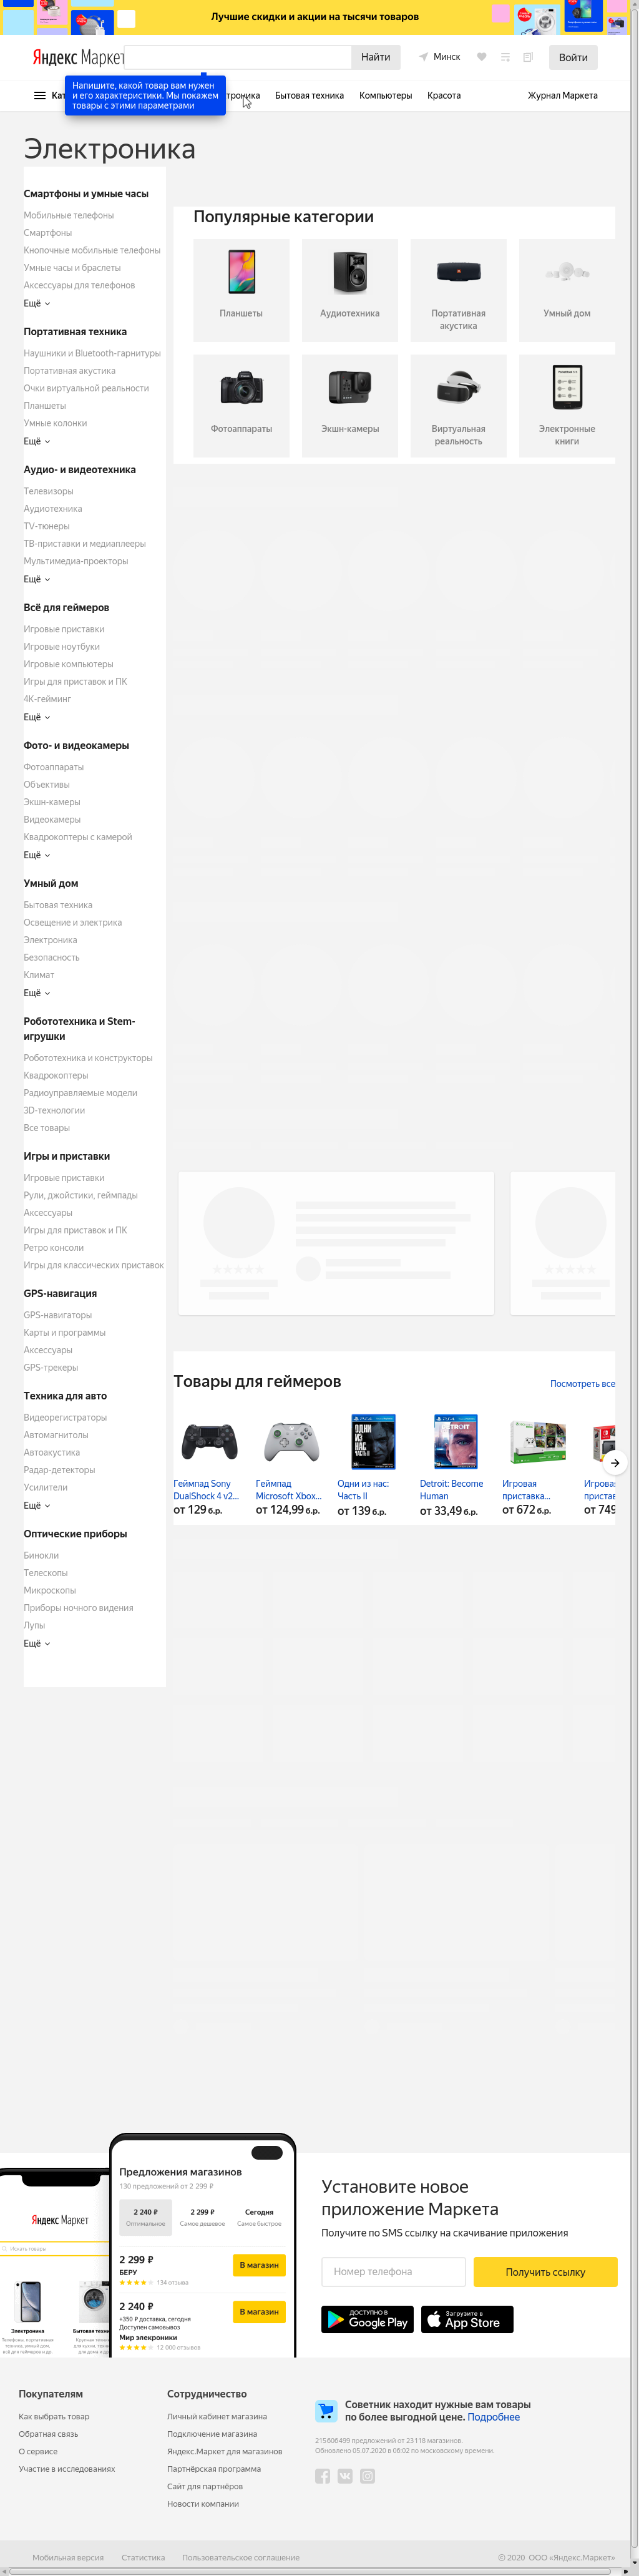 Лучшие скидки и акции на тысячи товаров
Яндекс Маркет
Найти
Минск
Войти
Напишите, какой товар вам нужен
и его характеристики. Мы покажем
товары с этими параметрами
Бытовая техника
Компьютеры
Красота
Журнал Маркета
Электроника
Смартфоны и умные часы
Мобильные телефоны
Смартфоны
Кнопочные мобильные телефоны
Умные часы и браслеты
Аксессуары для телефонов
Ещё
Портативная техника
Наушники и Bluetooth-гарнитуры
Портативная акустика
Очки виртуальной реальности
Планшеты
Умные колонки
Ещё
Аудио- и видеотехника
Телевизоры
Аудиотехника
TV-тюнеры
ТВ-приставки и медиаплееры
Мультимедиа-проекторы
Ещё
Всё для геймеров
Игровые приставки
Игровые ноутбуки
Игровые компьютеры
Игры для приставок и ПК
4К-гейминг
Ещё
Фото- и видеокамеры
Фотоаппараты
Объективы
Экшн-камеры
Видеокамеры
Квадрокоптеры с камерой
Ещё
Умный дом
Бытовая техника
Освещение и электрика
Электроника
Безопасность
Климат
Ещё
Робототехника и Stem-
игрушки
Робототехника и конструкторы
Квадрокоптеры
Радиоуправляемые модели
3D-технологии
Все товары
Игры и приставки
Игровые приставки
Рули, джойстики, геймпады
Аксессуары
Игры для приставок и ПК
Ретро консоли
Игры для классических приставок
GPS-навигация
GPS-навигаторы
Карты и программы
Аксессуары
GPS-трекеры
Техника для авто
Видеорегистраторы
Автомагнитолы
Автоакустика
Радар-детекторы
Усилители
Ещё
Оптические приборы
Бинокли
Телескопы
Микроскопы
Приборы ночного видения
Лупы
Ещё
Популярные категории
Планшеты
Аудиотехника
Портативная
акустика
Умный дом
Фотоаппараты
Экшн-камеры
Виртуальная
реальность
Электронные
книги
Товары для геймеров
Посмотреть все
Геймпад Sony
DualShock 4 v2...
от 129 б.р.
Геймпад
Microsoft Xbox...
от 124,99 б.р.
Одни из нас:
Часть II
от 139 б.р.
Detroit: Become
Human
от 33,49 б.р.
Игровая
приставка...
от 672 б.р.
Игровая
от 749
Яндекс Маркет
Искать товары
Электроника
Предложения магазинов
130 предложений от 2 299 ₽
2 240 ₽
Оптимальное
2 299 ₽
Самое дешевое
Сегодня
Самое быстрое
2 299 ₽
БЕРУ
134 отзыва
В магазин
2 240 ₽
+350 ₽ доставка, сегодня
Доступен самовывоз
Мир элекроники
12 000 отзывов
В магазин
Установите новое
приложение Маркета
Получите по SMS ссылку на скачивание приложения
Номер телефона
Получить ссылку
ДОСТУПНО В
Google Play
Загрузите в
App Store
Покупателям
Как выбрать товар
Обратная связь
О сервисе
Участие в исследованиях
Сотрудничество
Личный кабинет магазина
Подключение магазина
Яндекс.Маркет для магазинов
Партнёрская программа
Сайт для партнёров
Новости компании
Советник находит нужные вам товары
по более выгодной цене. Подробнее
215 606 499 предложений от 23 118 магазинов.
Обновлено 05.07.2020 в 06:02 по московскому времени.
Мобильная версия
Статистика
Пользовательское соглашение
© 2020 ООО «Яндекс.Маркет»